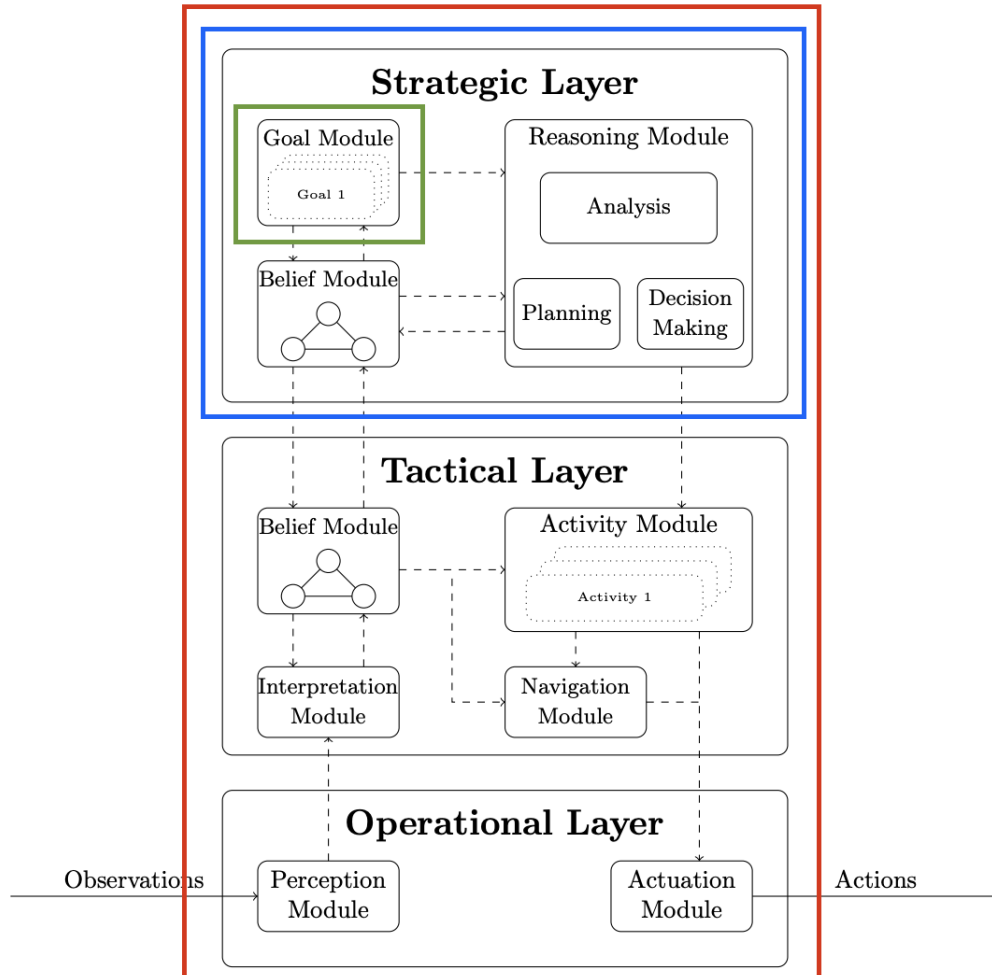 Strategic Layer
Goal Module
Goal 1
Reasoning Module
Analysis
Belief Module
Planning
Decision
Making
Tactical Layer
Belief Module
Activity Module
Activity 1
Interpretation
Module
Navigation
Module
Operational Layer
Observations
Perception
Module
Actuation
Module
Actions